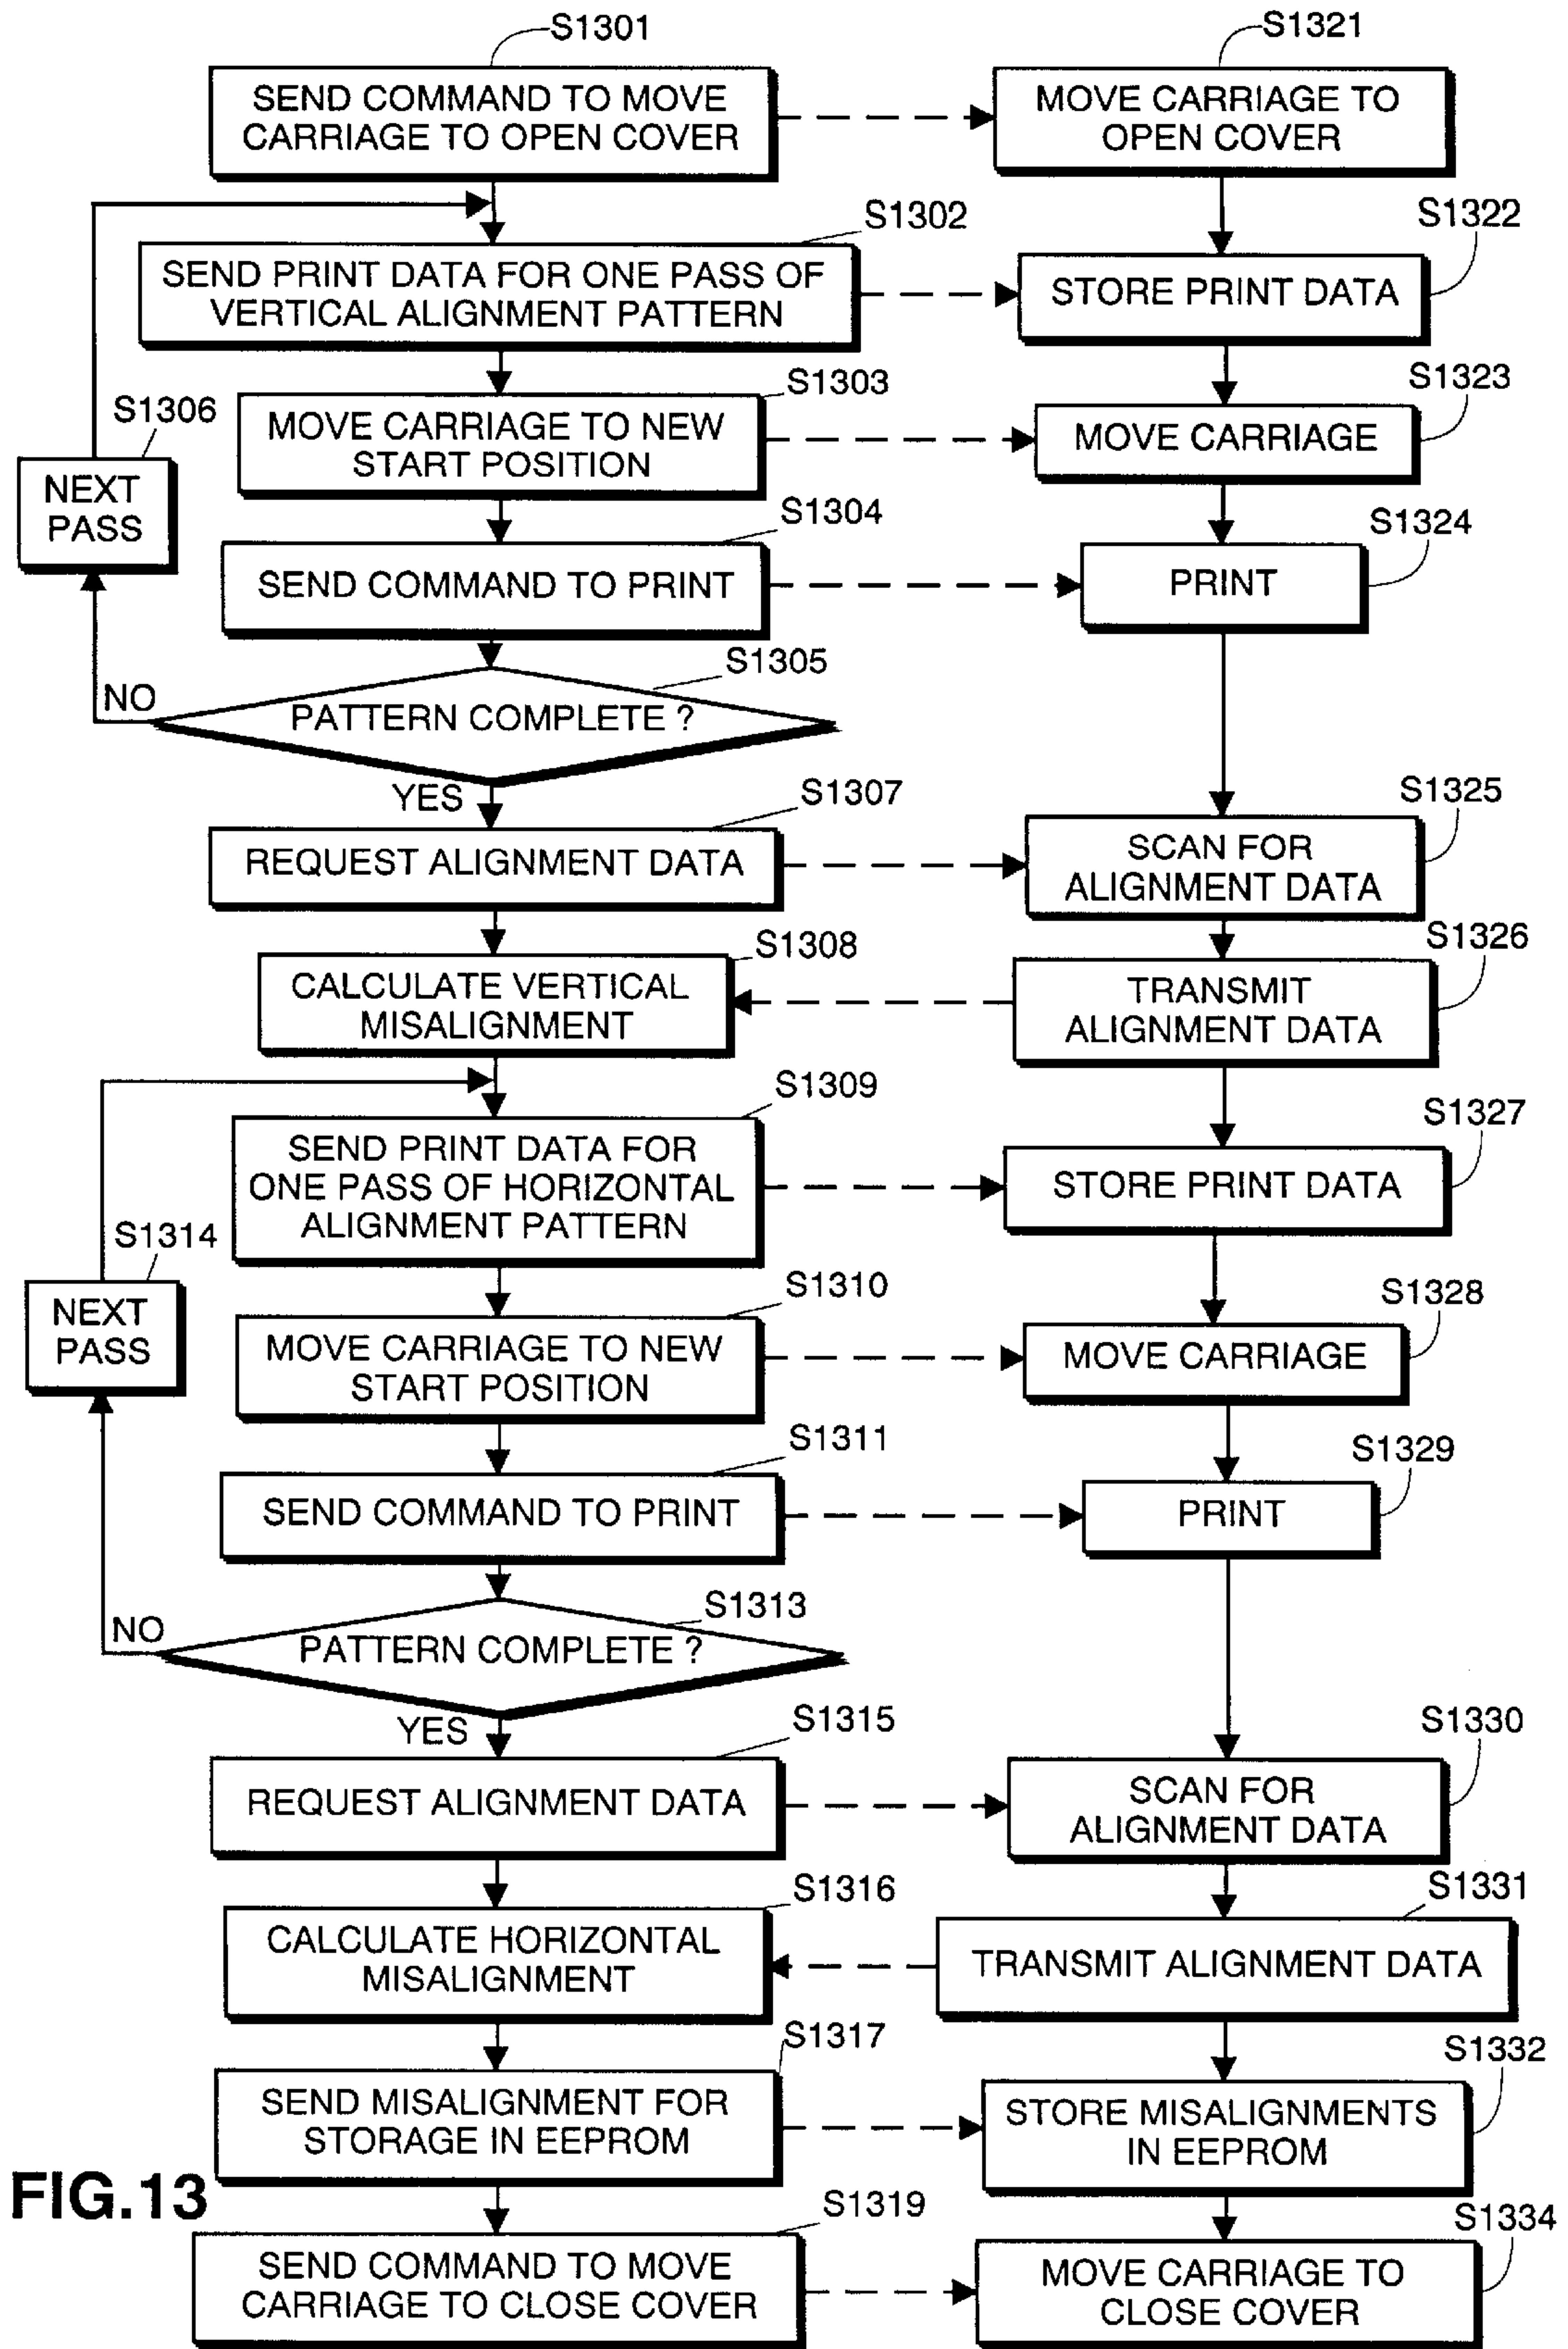 S1301
SEND COMMAND TO MOVE
CARRIAGE TO OPEN COVER
S1321
MOVE CARRIAGE TO
OPEN COVER
S1302
SEND PRINT DATA FOR ONE PASS OF
VERTICAL ALIGNMENT PATTERN
S1322
STORE PRINT DATA
S1303
MOVE CARRIAGE TO NEW
START POSITION
S1323
MOVE CARRIAGE
S1306
NEXT
PASS
S1304
SEND COMMAND TO PRINT
S1324
PRINT
S1305
PATTERN COMPLETE ?
NO
YES
S1307
REQUEST ALIGNMENT DATA
S1325
SCAN FOR
ALIGNMENT DATA
S1308
CALCULATE VERTICAL
MISALIGNMENT
S1326
TRANSMIT
ALIGNMENT DATA
S1309
SEND PRINT DATA FOR
ONE PASS OF HORIZONTAL
ALIGNMENT PATTERN
S1327
STORE PRINT DATA
S1314
NEXT
PASS
S1310
MOVE CARRIAGE TO NEW
START POSITION
S1328
MOVE CARRIAGE
S1311
SEND COMMAND TO PRINT
S1329
PRINT
S1313
PATTERN COMPLETE ?
NO
YES
S1315
REQUEST ALIGNMENT DATA
S1330
SCAN FOR
ALIGNMENT DATA
S1316
CALCULATE HORIZONTAL
MISALIGNMENT
S1331
TRANSMIT ALIGNMENT DATA
S1317
SEND MISALIGNMENT FOR
STORAGE IN EEPROM
S1332
STORE MISALIGNMENTS
IN EEPROM
FIG.13
S1319
SEND COMMAND TO MOVE
CARRIAGE TO CLOSE COVER
S1334
MOVE CARRIAGE TO
CLOSE COVER